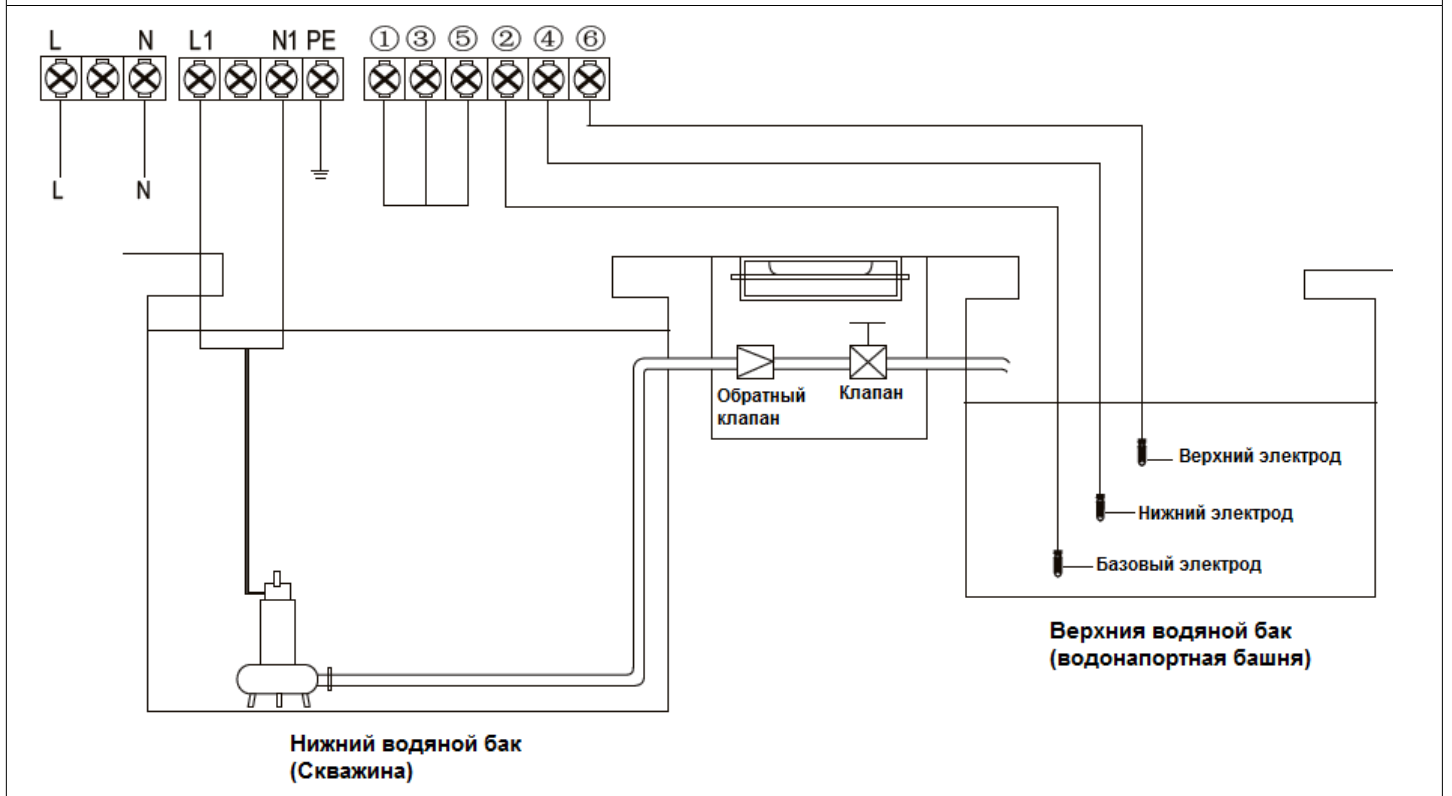 L N L1 N1 PE ① ③ ⑤ ② ④ ⑥
L N
Обратный
клапан
Клапан
Верхний электрод
Нижний электрод
Базовый электрод
Верхния водяной бак
(водонапортная башня)
Нижний водяной бак
(Скважина)